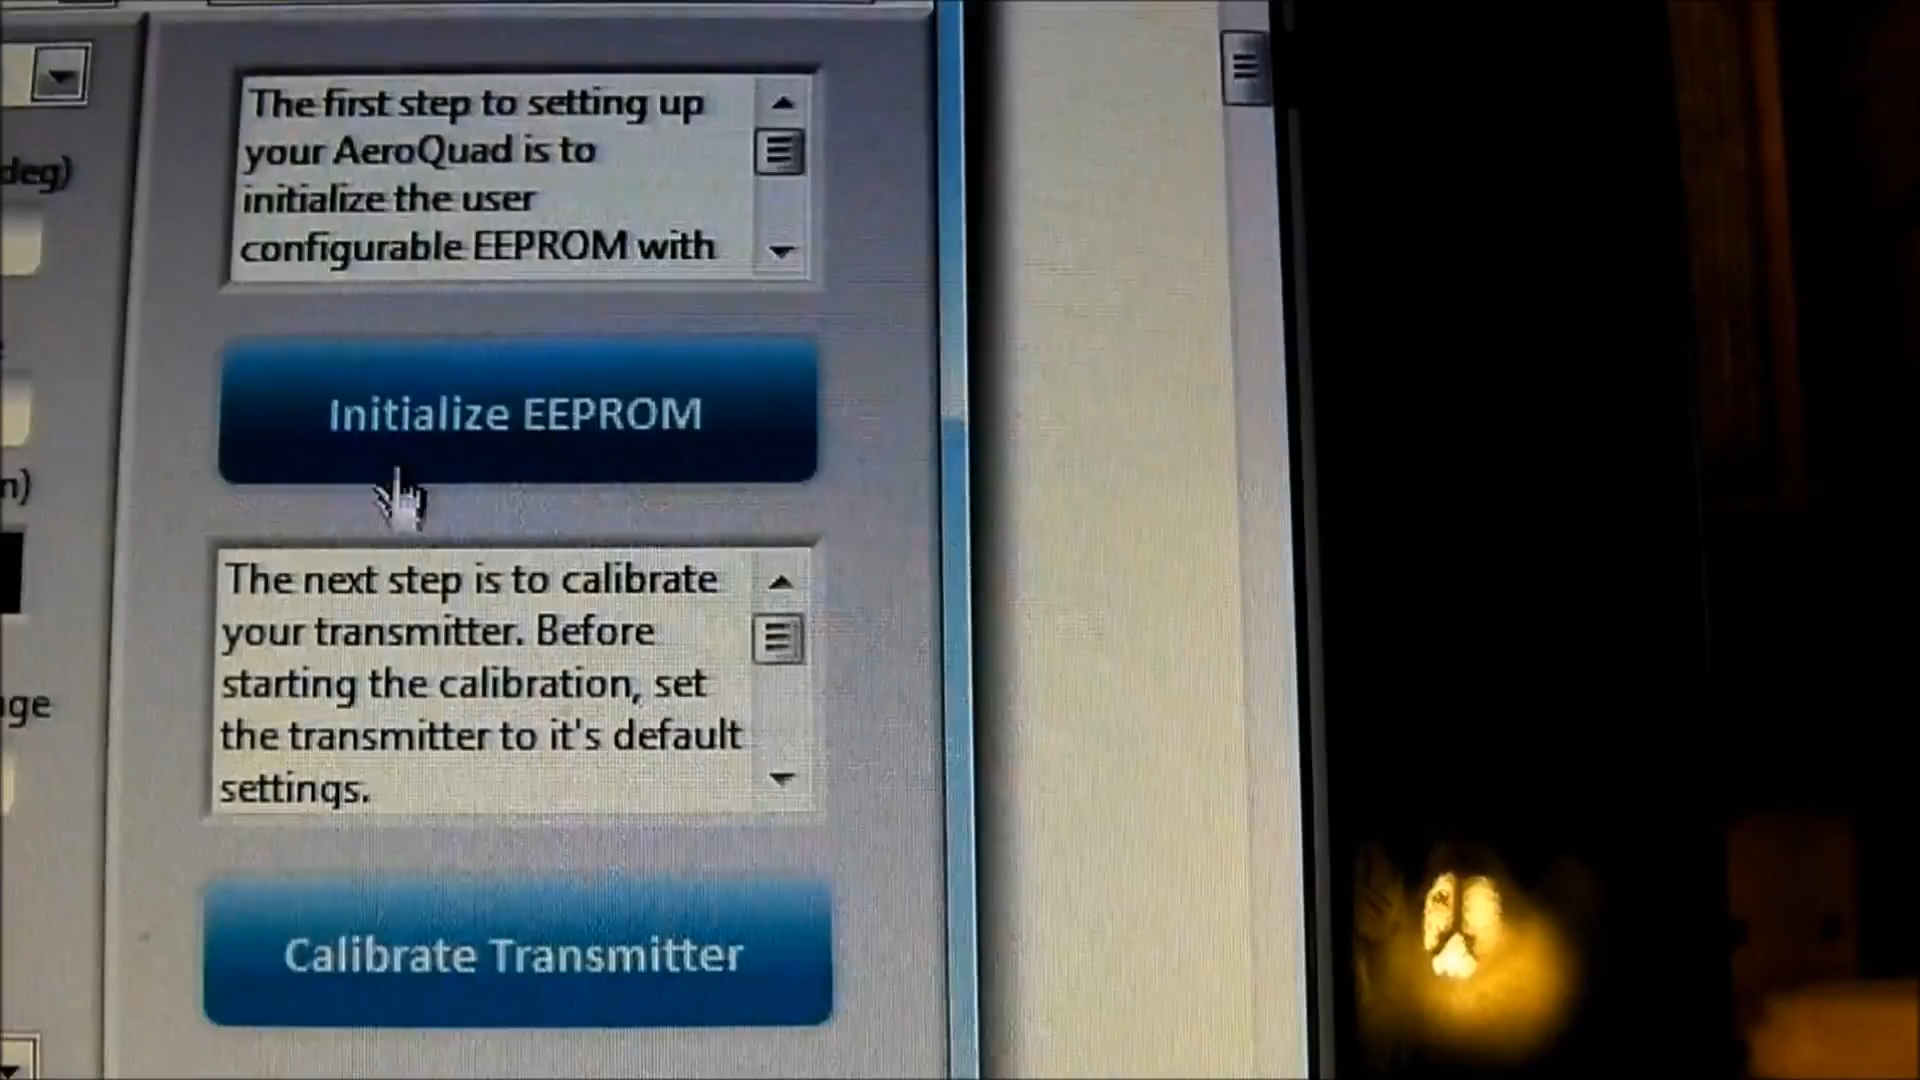 The first step to setting up
your AeroQuad is to
initialize the user
configurable EEPROM with
Initialize EEPROM
The next step is to calibrate
your transmitter. Before
starting the calibration, set
the transmitter to it's default
settings.
Calibrate Transmitter
deg)
n)
ge